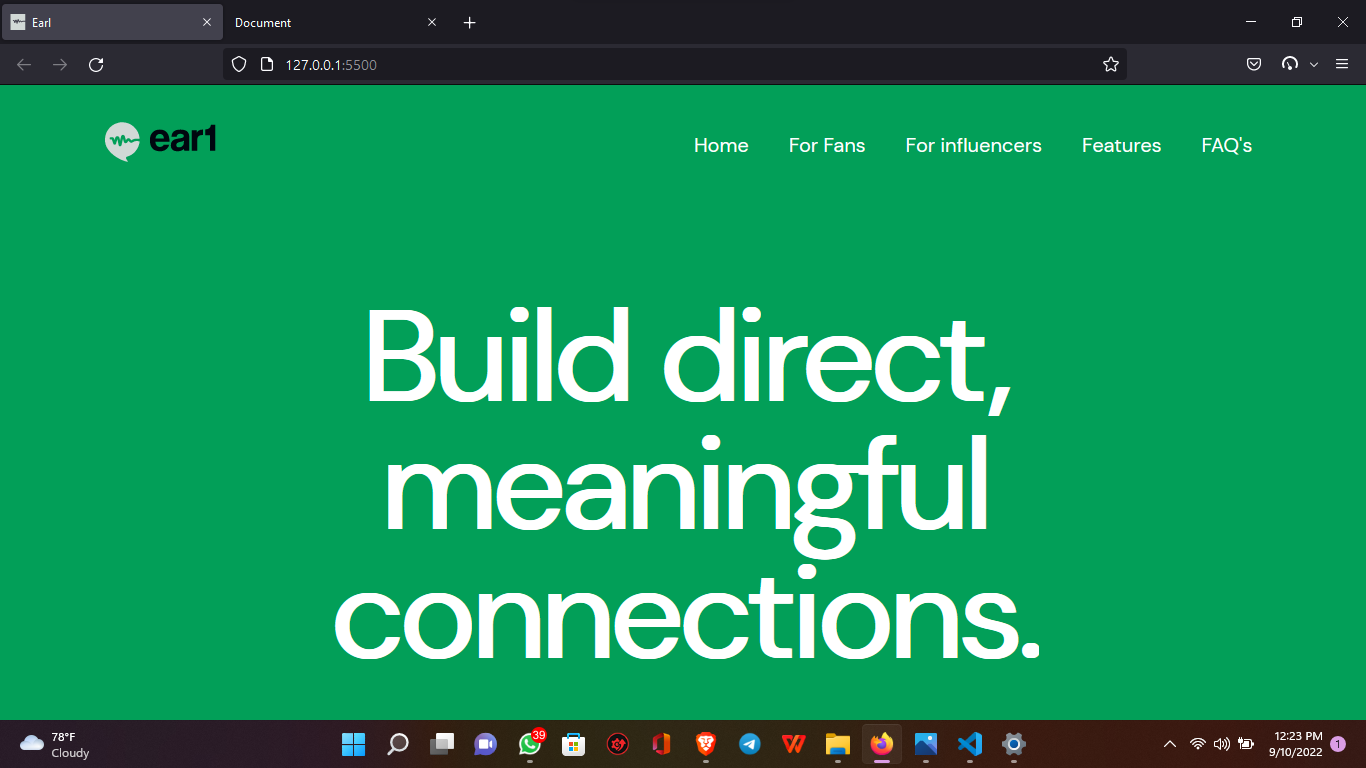 Earl
Document
127.0.0.1:5500
ear1
Home For Fans For influencers Features FAQ's
Build direct,
meaningful
connections.
78°F
Cloudy
39
12:23 PM
9/10/2022
1